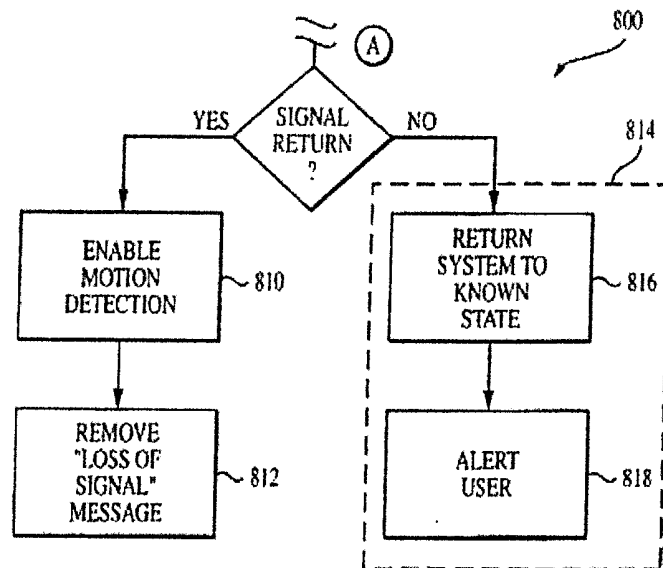 A
800
SIGNAL
RETURN
?
YES
NO
814
ENABLE
MOTION
DETECTION
810
RETURN
SYSTEM TO
KNOWN
STATE
816
REMOVE
"LOSS OF
SIGNAL"
MESSAGE
812
ALERT
USER
818